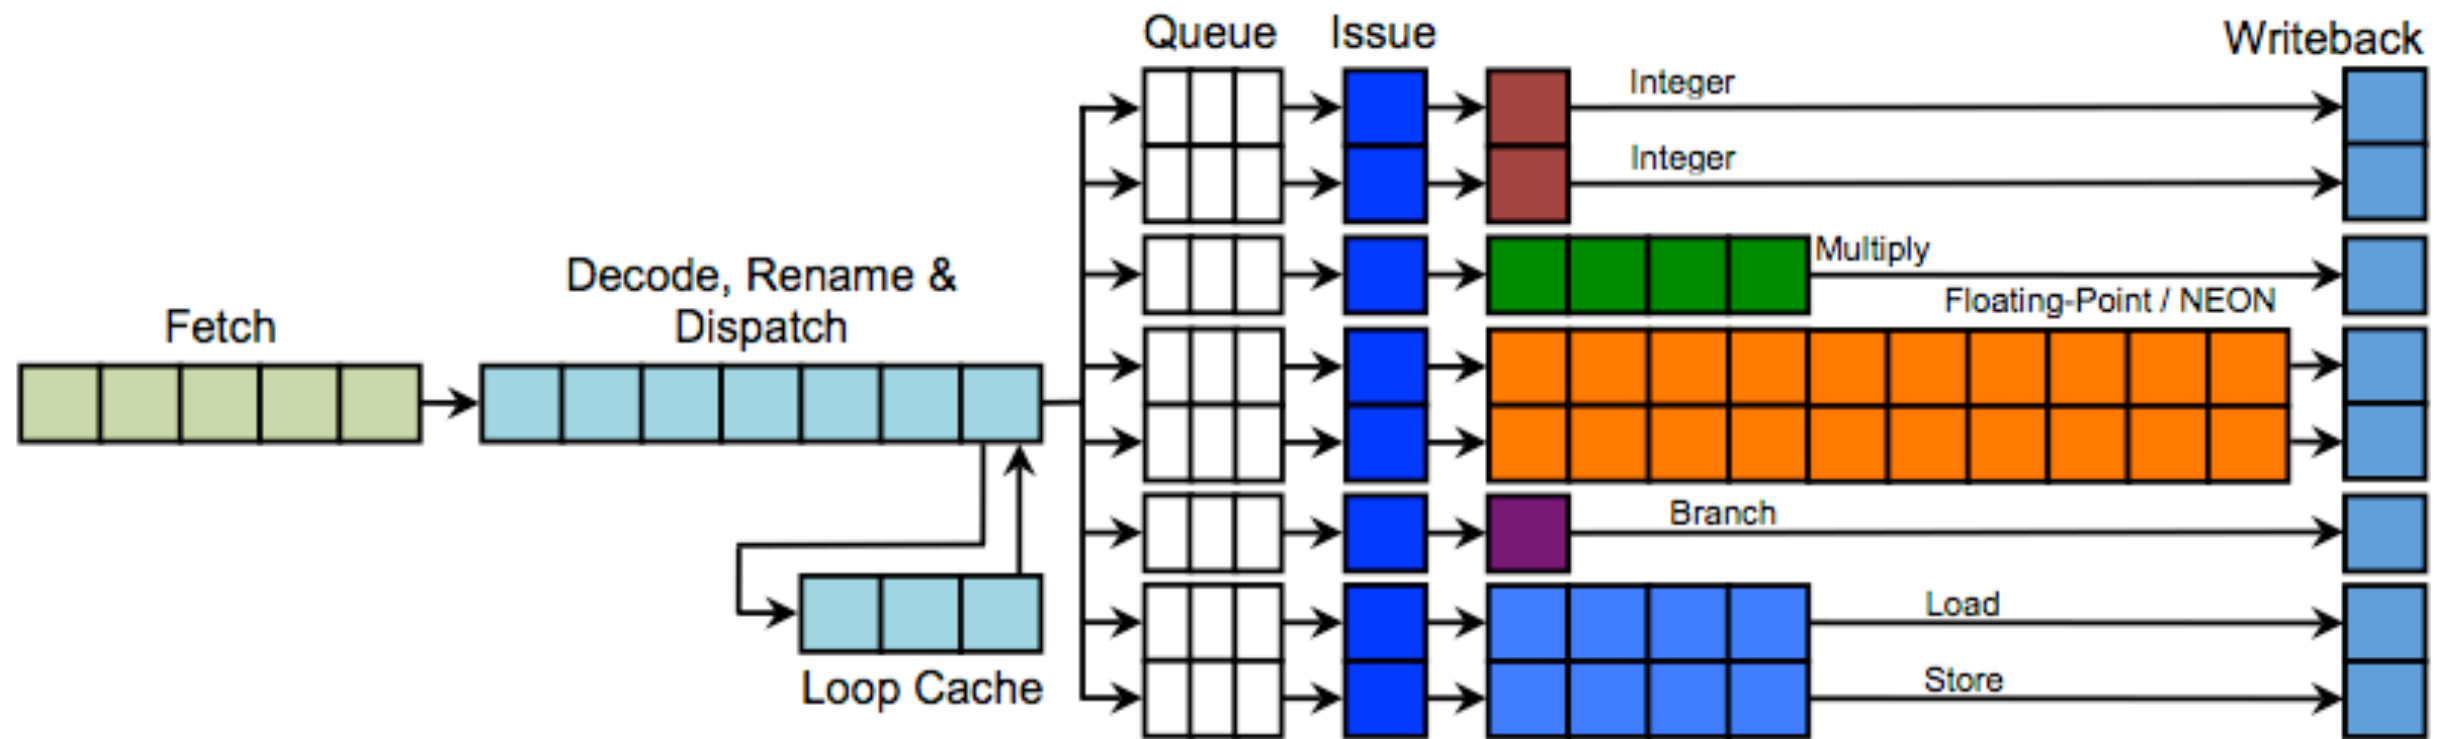 Queue
Issue
Writeback
Integer
Integer
Multiply
Floating-Point / NEON
Decode, Rename &
Dispatch
Fetch
Branch
Load
Store
Loop Cache